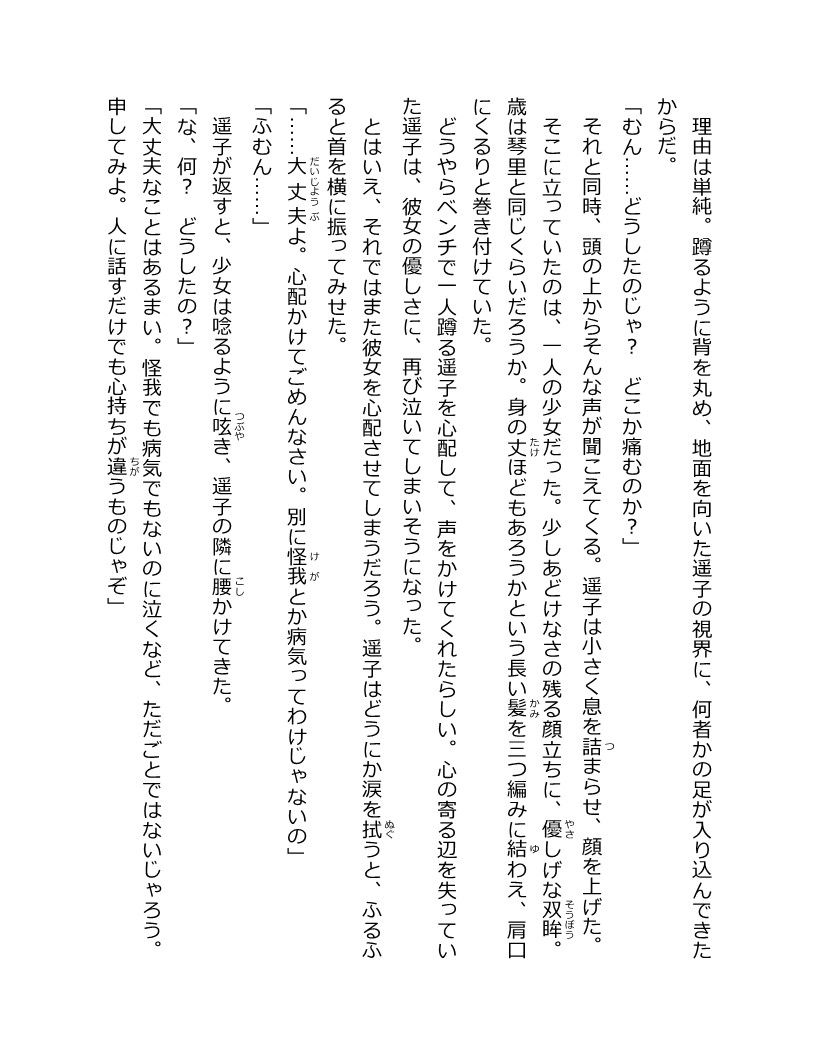 理由は単純。蹲るように背を丸め、地面を向いた遥子の視界に、何者かの足が入り込んできた
からだ。
「むん……どうしたのじゃ？　どこか痛むのか？」
　それと同時、頭の上からそんな声が聞こえてくる。遥子は小さく息を詰まらせ、顔を上げた。
　そこに立っていたのは、一人の少女だった。少しあどけなさの残る顔立ちに、優しげな双眸。
歳は琴里と同じくらいだろうか。身の丈ほどもあろうかという長い髪を三つ編みに結わえ、肩口
にくるりと巻き付けていた。
　どうやらベンチで一人蹲る遥子を心配して、声をかけてくれたらしい。心の寄る辺を失ってい
た遥子は、彼女の優しさに、再び泣いてしまいそうになった。
　とはいえ、それではまた彼女を心配させてしまうだろう。遥子はどうにか涙を拭うと、ふるふ
ると首を横に振ってみせた。
「……大丈夫よ。心配かけてごめんなさい。別に怪我とか病気ってわけじゃないの」
「ふむん……」
　遥子が返すと、少女は唸るように呟き、遥子の隣に腰かけてきた。
「な、何？　どうしたの？」
「大丈夫なことはあるまい。怪我でも病気でもないのに泣くなど、ただごとではないじゃろう。
申してみよ。人に話すだけでも心持ちが違うものじゃぞ」